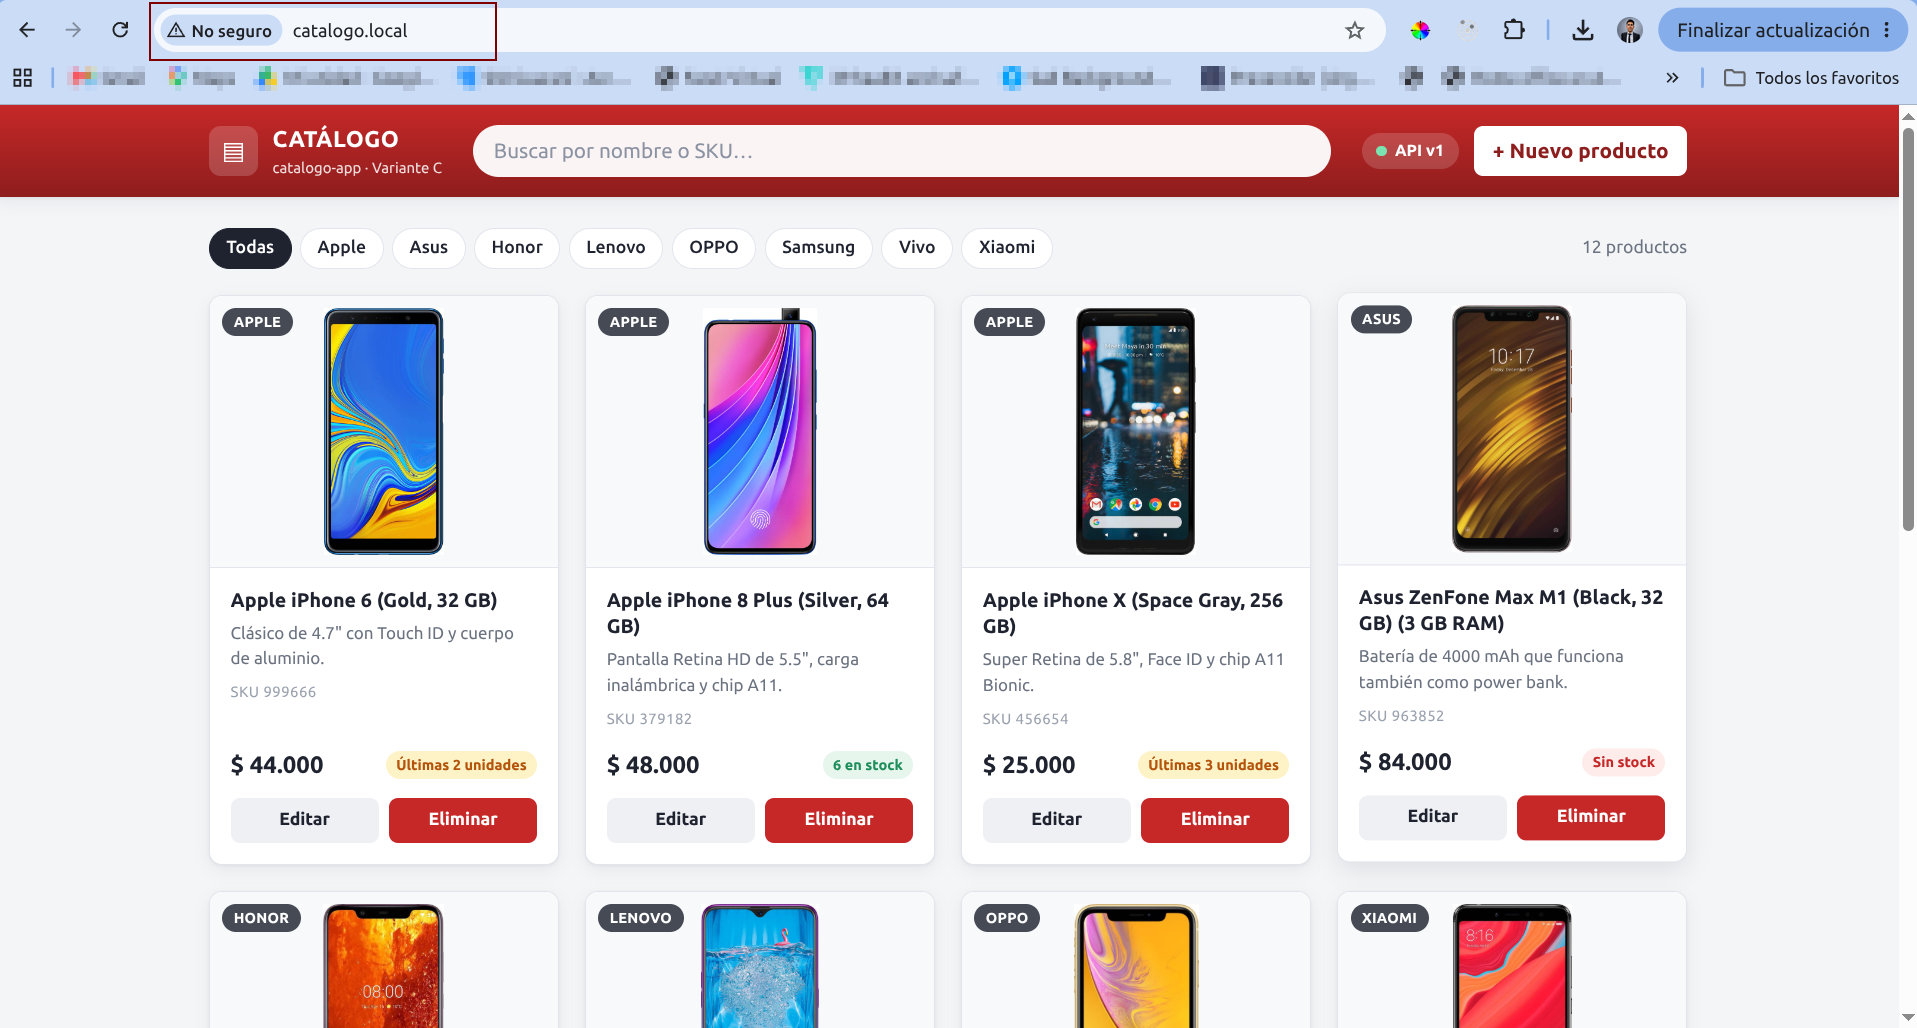 No seguro
catalogo.local
Finalizar actualización
Todos los favoritos
CATÁLOGO
catalogo-app · Variante C
Buscar por nombre o SKU…
API v1
+ Nuevo producto
Todas
Apple
Asus
Honor
Lenovo
OPPO
Samsung
Vivo
Xiaomi
12 productos
APPLE
Apple iPhone 6 (Gold, 32 GB)
Clásico de 4.7" con Touch ID y cuerpo
de aluminio.
SKU 999666
$ 44.000
Últimas 2 unidades
Editar
Eliminar
APPLE
Apple iPhone 8 Plus (Silver, 64
GB)
Pantalla Retina HD de 5.5", carga
inalámbrica y chip A11.
SKU 379182
$ 48.000
6 en stock
Editar
Eliminar
APPLE
Apple iPhone X (Space Gray, 256
GB)
Super Retina de 5.8", Face ID y chip A11
Bionic.
SKU 456654
$ 25.000
Últimas 3 unidades
Editar
Eliminar
ASUS
10:17
Asus ZenFone Max M1 (Black, 32
GB) (3 GB RAM)
Batería de 4000 mAh que funciona
también como power bank.
SKU 963852
$ 84.000
Sin stock
Editar
Eliminar
HONOR
08:00
LENOVO
OPPO
XIAOMI
8:16